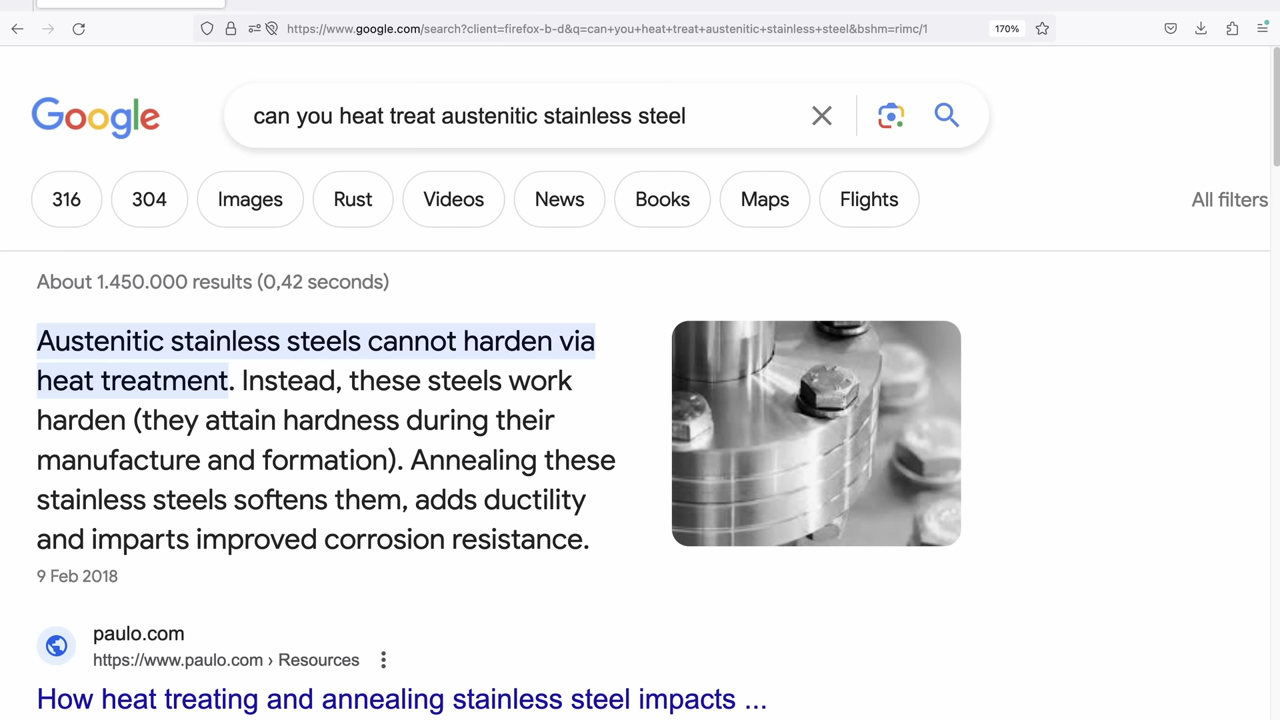 https://www.google.com/search?client=firefox-b-d&q=can+you+heat+treat+austenitic+stainless+steel&bshm=rimc/1
170%
Google
can you heat treat austenitic stainless steel
316
304
Images
Rust
Videos
News
Books
Maps
Flights
All filters
About 1.450.000 results (0,42 seconds)
Austenitic stainless steels cannot harden via
heat treatment. Instead, these steels work
harden (they attain hardness during their
manufacture and formation). Annealing these
stainless steels softens them, adds ductility
and imparts improved corrosion resistance.
9 Feb 2018
paulo.com
https://www.paulo.com › Resources
How heat treating and annealing stainless steel impacts ...